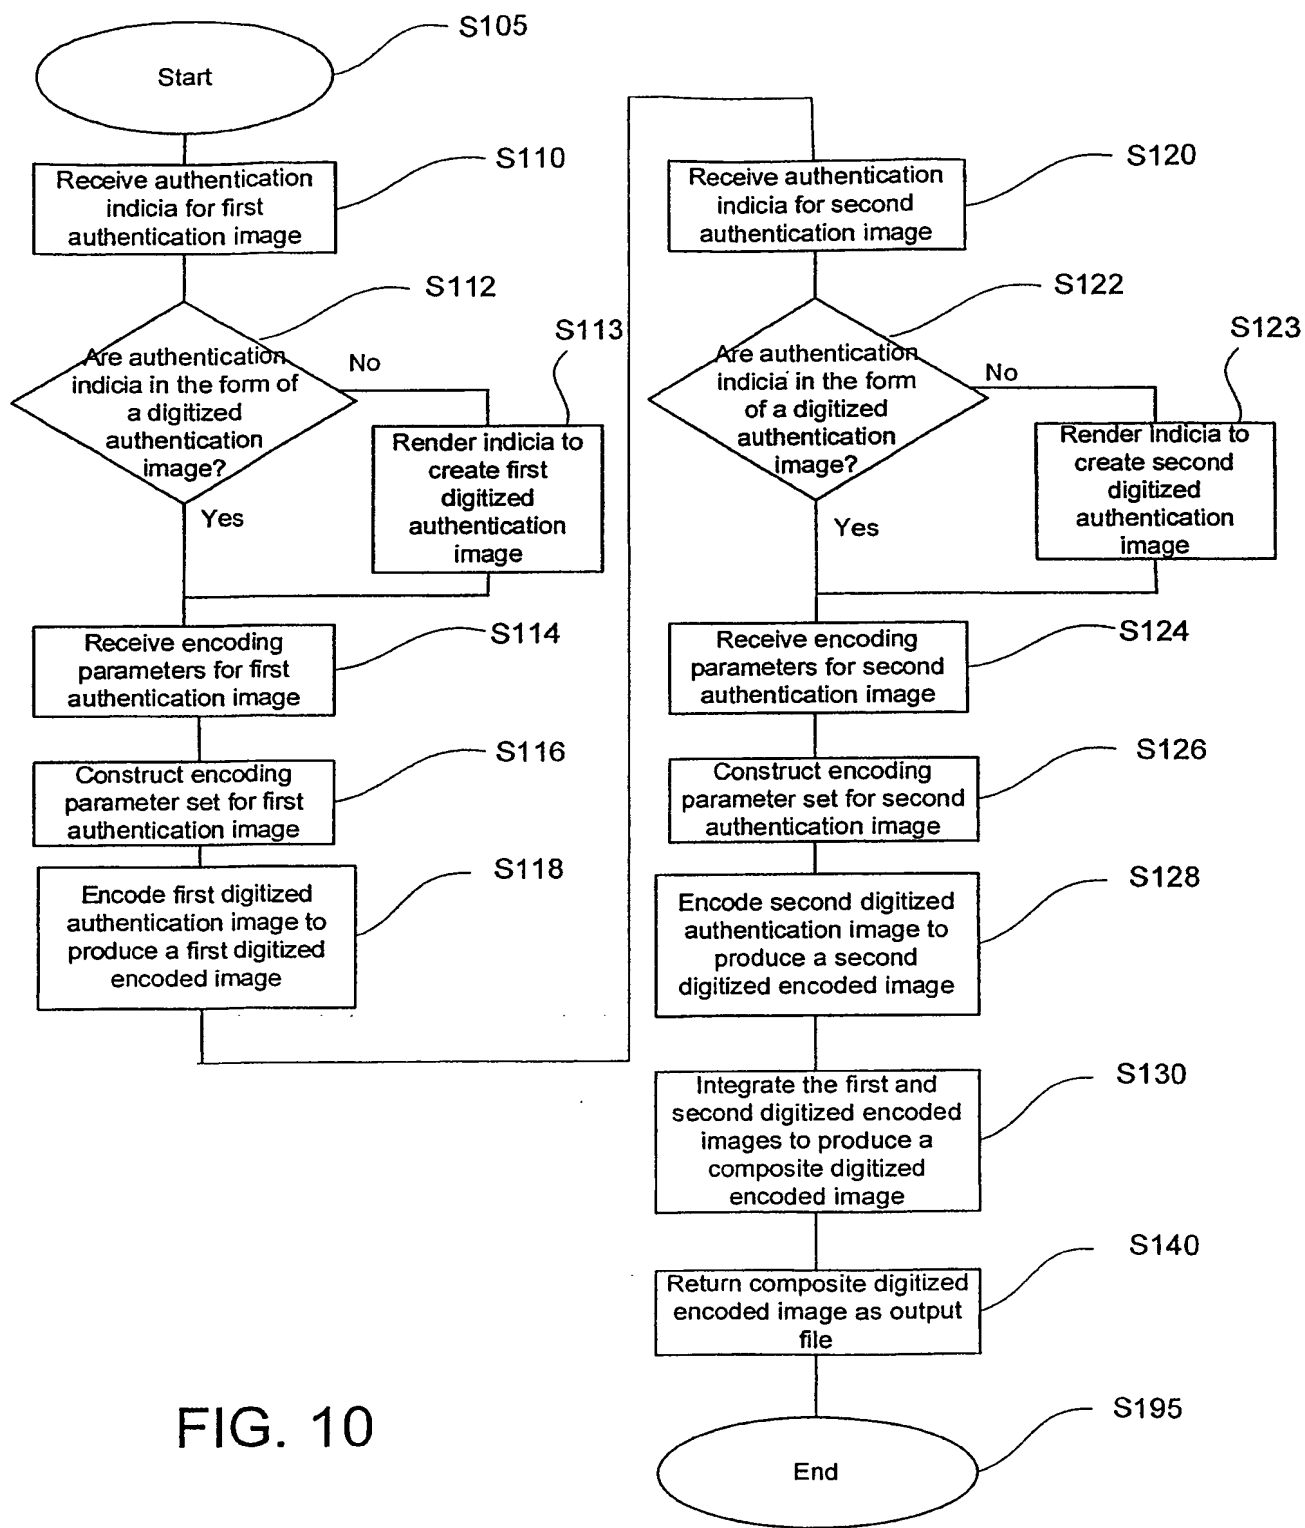 S105
Start
S110
Receive authentication
indicia for first
authentication image
S112
Are authentication
indicia in the form of
a digitized
authentication
image?
No
Yes
S113
Render indicia to
create first
digitized
authentication
image
S114
Receive encoding
parameters for first
authentication image
S116
Construct encoding
parameter set for first
authentication image
S118
Encode first digitized
authentication image to
produce a first digitized
encoded image
S120
Receive authentication
indicia for second
authentication image
S122
Are authentication
indicia in the form
of a digitized
authentication
image?
No
Yes
S123
Render indicia to
create second
digitized
authentication
image
S124
Receive encoding
parameters for second
authentication image
S126
Construct encoding
parameter set for second
authentication image
S128
Encode second digitized
authentication image to
produce a second
digitized encoded image
S130
Integrate the first and
second digitized encoded
images to produce a
composite digitized
encoded image
S140
Return composite digitized
encoded image as output
file
S195
End
FIG. 10